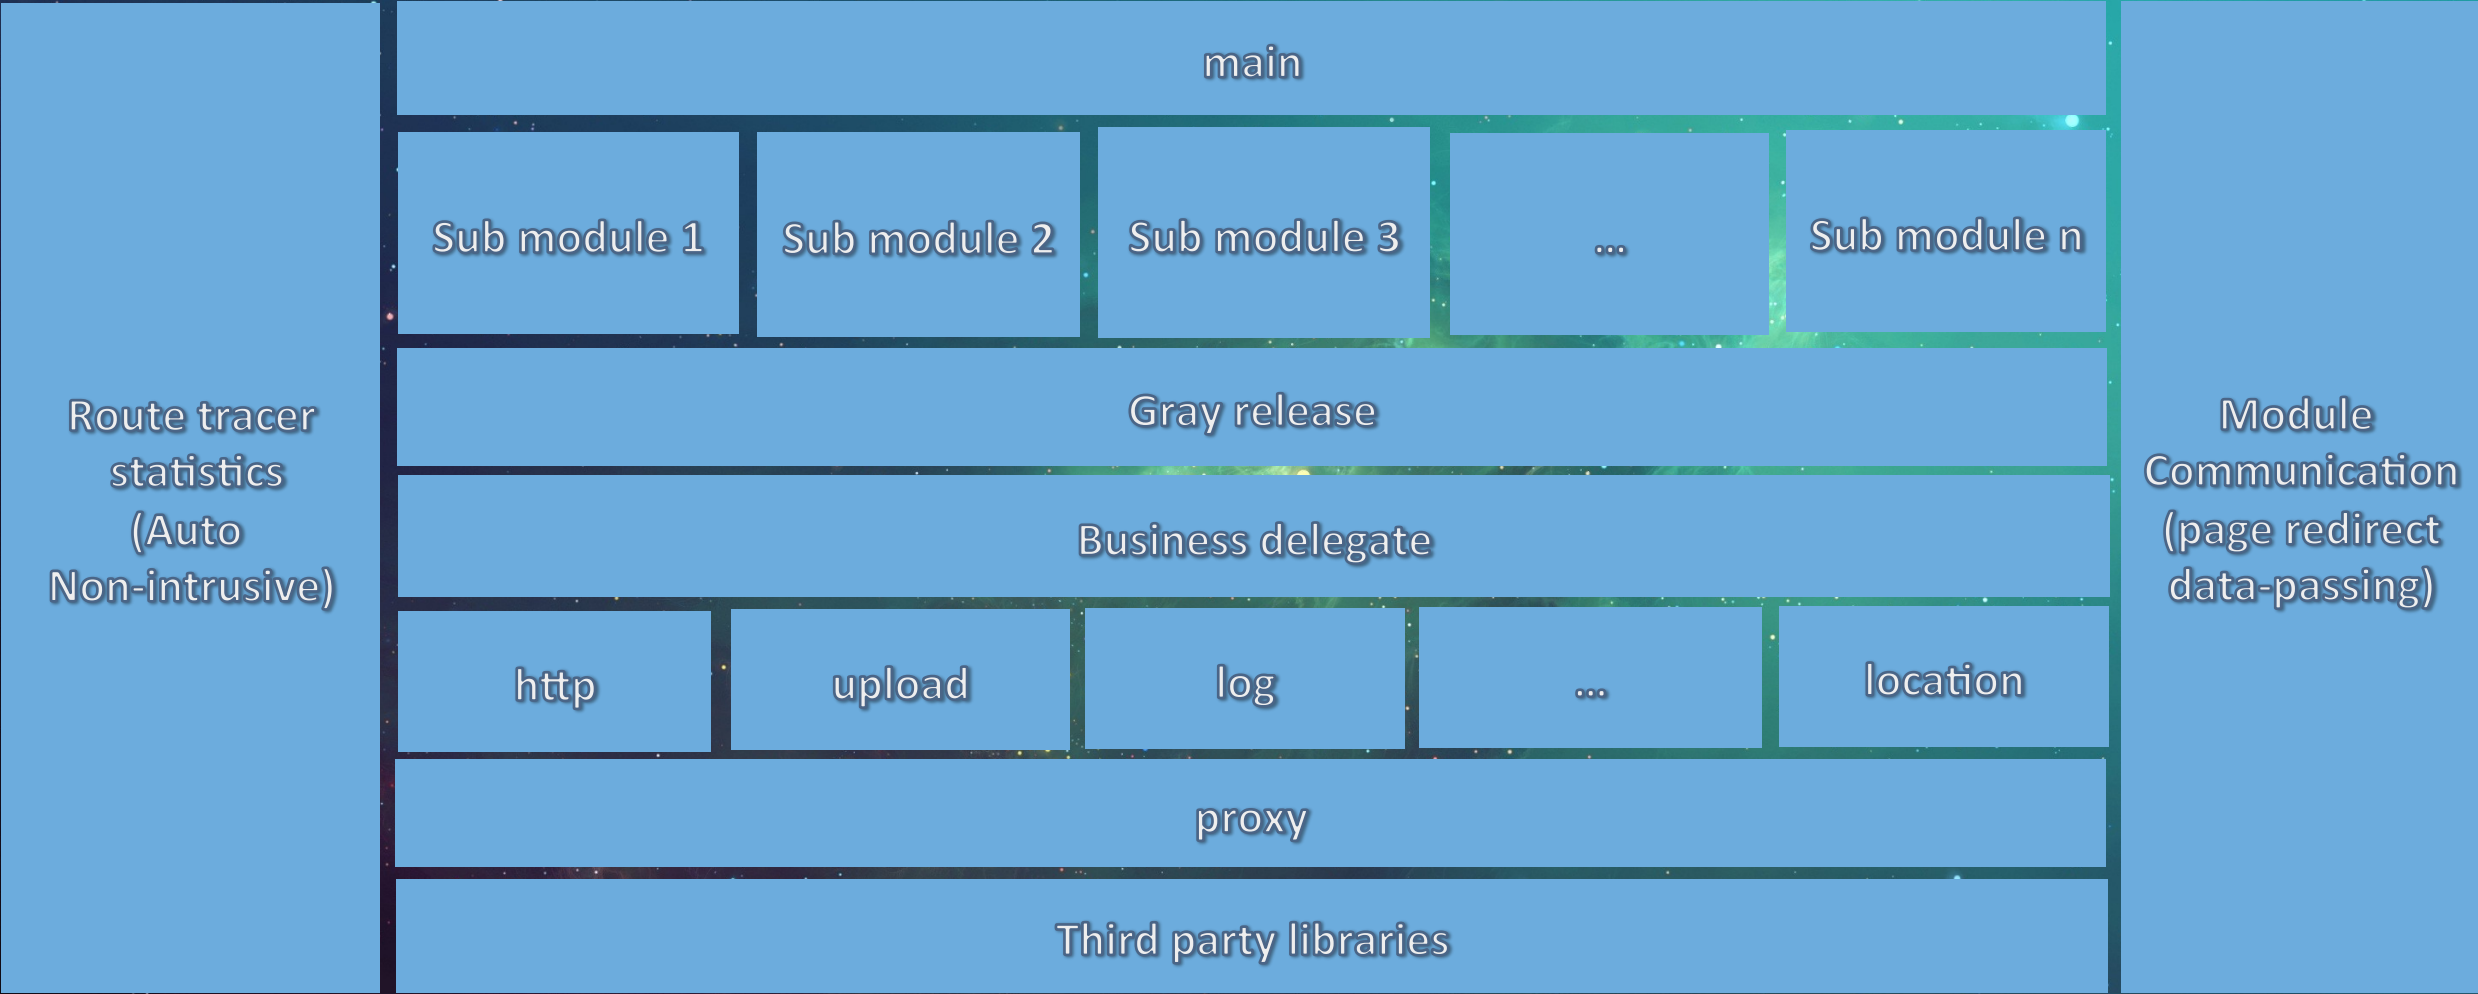 main
Sub module 1
Sub module 2
Sub module 3
...
Sub module n
Gray release
Business delegate
http
upload
log
...
location
proxy
Third party libraries
Route tracer
statistics
(Auto
Non-intrusive)
Module
Communication
(page redirect
data-passing)